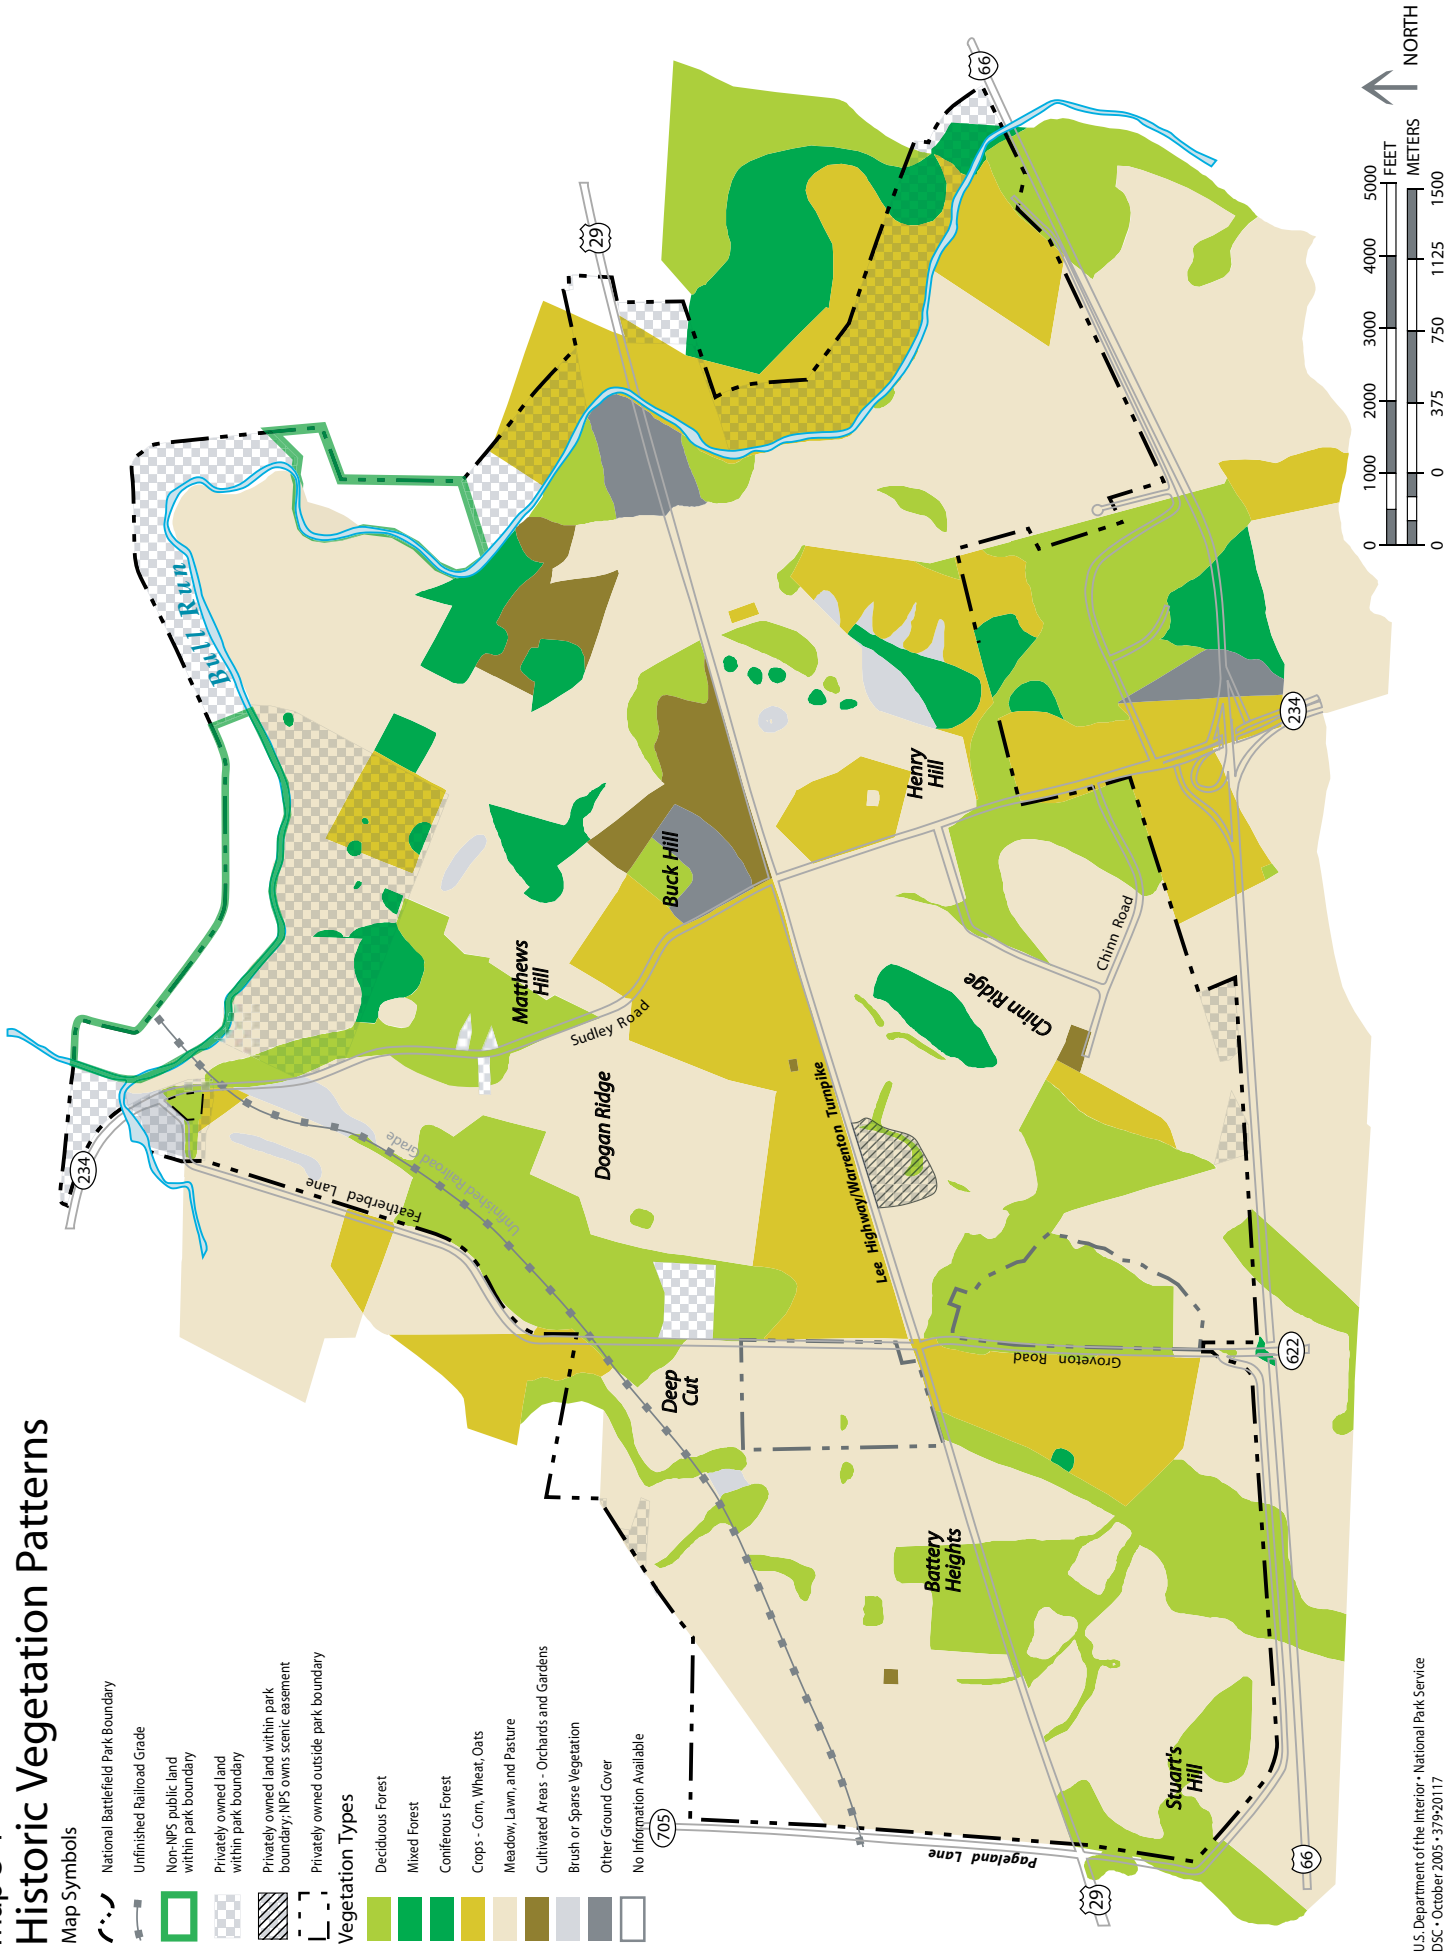 Historic Vegetation Patterns
Map Symbols
National Battlefield Park Boundary
Unfinished Railroad Grade
Non-NPS public land
within park boundary
Privately owned land
within park boundary
Privately owned land within park
boundary; NPS owns scenic easement
Privately owned outside park boundary
Vegetation Types
Deciduous Forest
Mixed Forest
Coniferous Forest
Crops - Corn, Wheat, Oats
Meadow, Lawn, and Pasture
Cultivated Areas - Orchards and Gardens
Brush or Sparse Vegetation
Other Ground Cover
No Information Available
705
234
Bull Run
29
66
Featherbed Lane
Unfinished Railroad Grade
Sudley Road
Matthews
Hill
Dogan Ridge
Buck Hill
Deep
Cut
Lee Highway/Warrenton Turnpike
Henry
Hill
Chinn Ridge
Chinn Road
Battery
Heights
Groveton Road
Stuart's
Hill
Pageland Lane
29
66
622
234
0 1000 2000 3000 4000 5000
FEET
METERS
0 0 375 750 1125 1500
NORTH
U.S. Department of the Interior • National Park Service
DSC • October 2005 • 379•20117